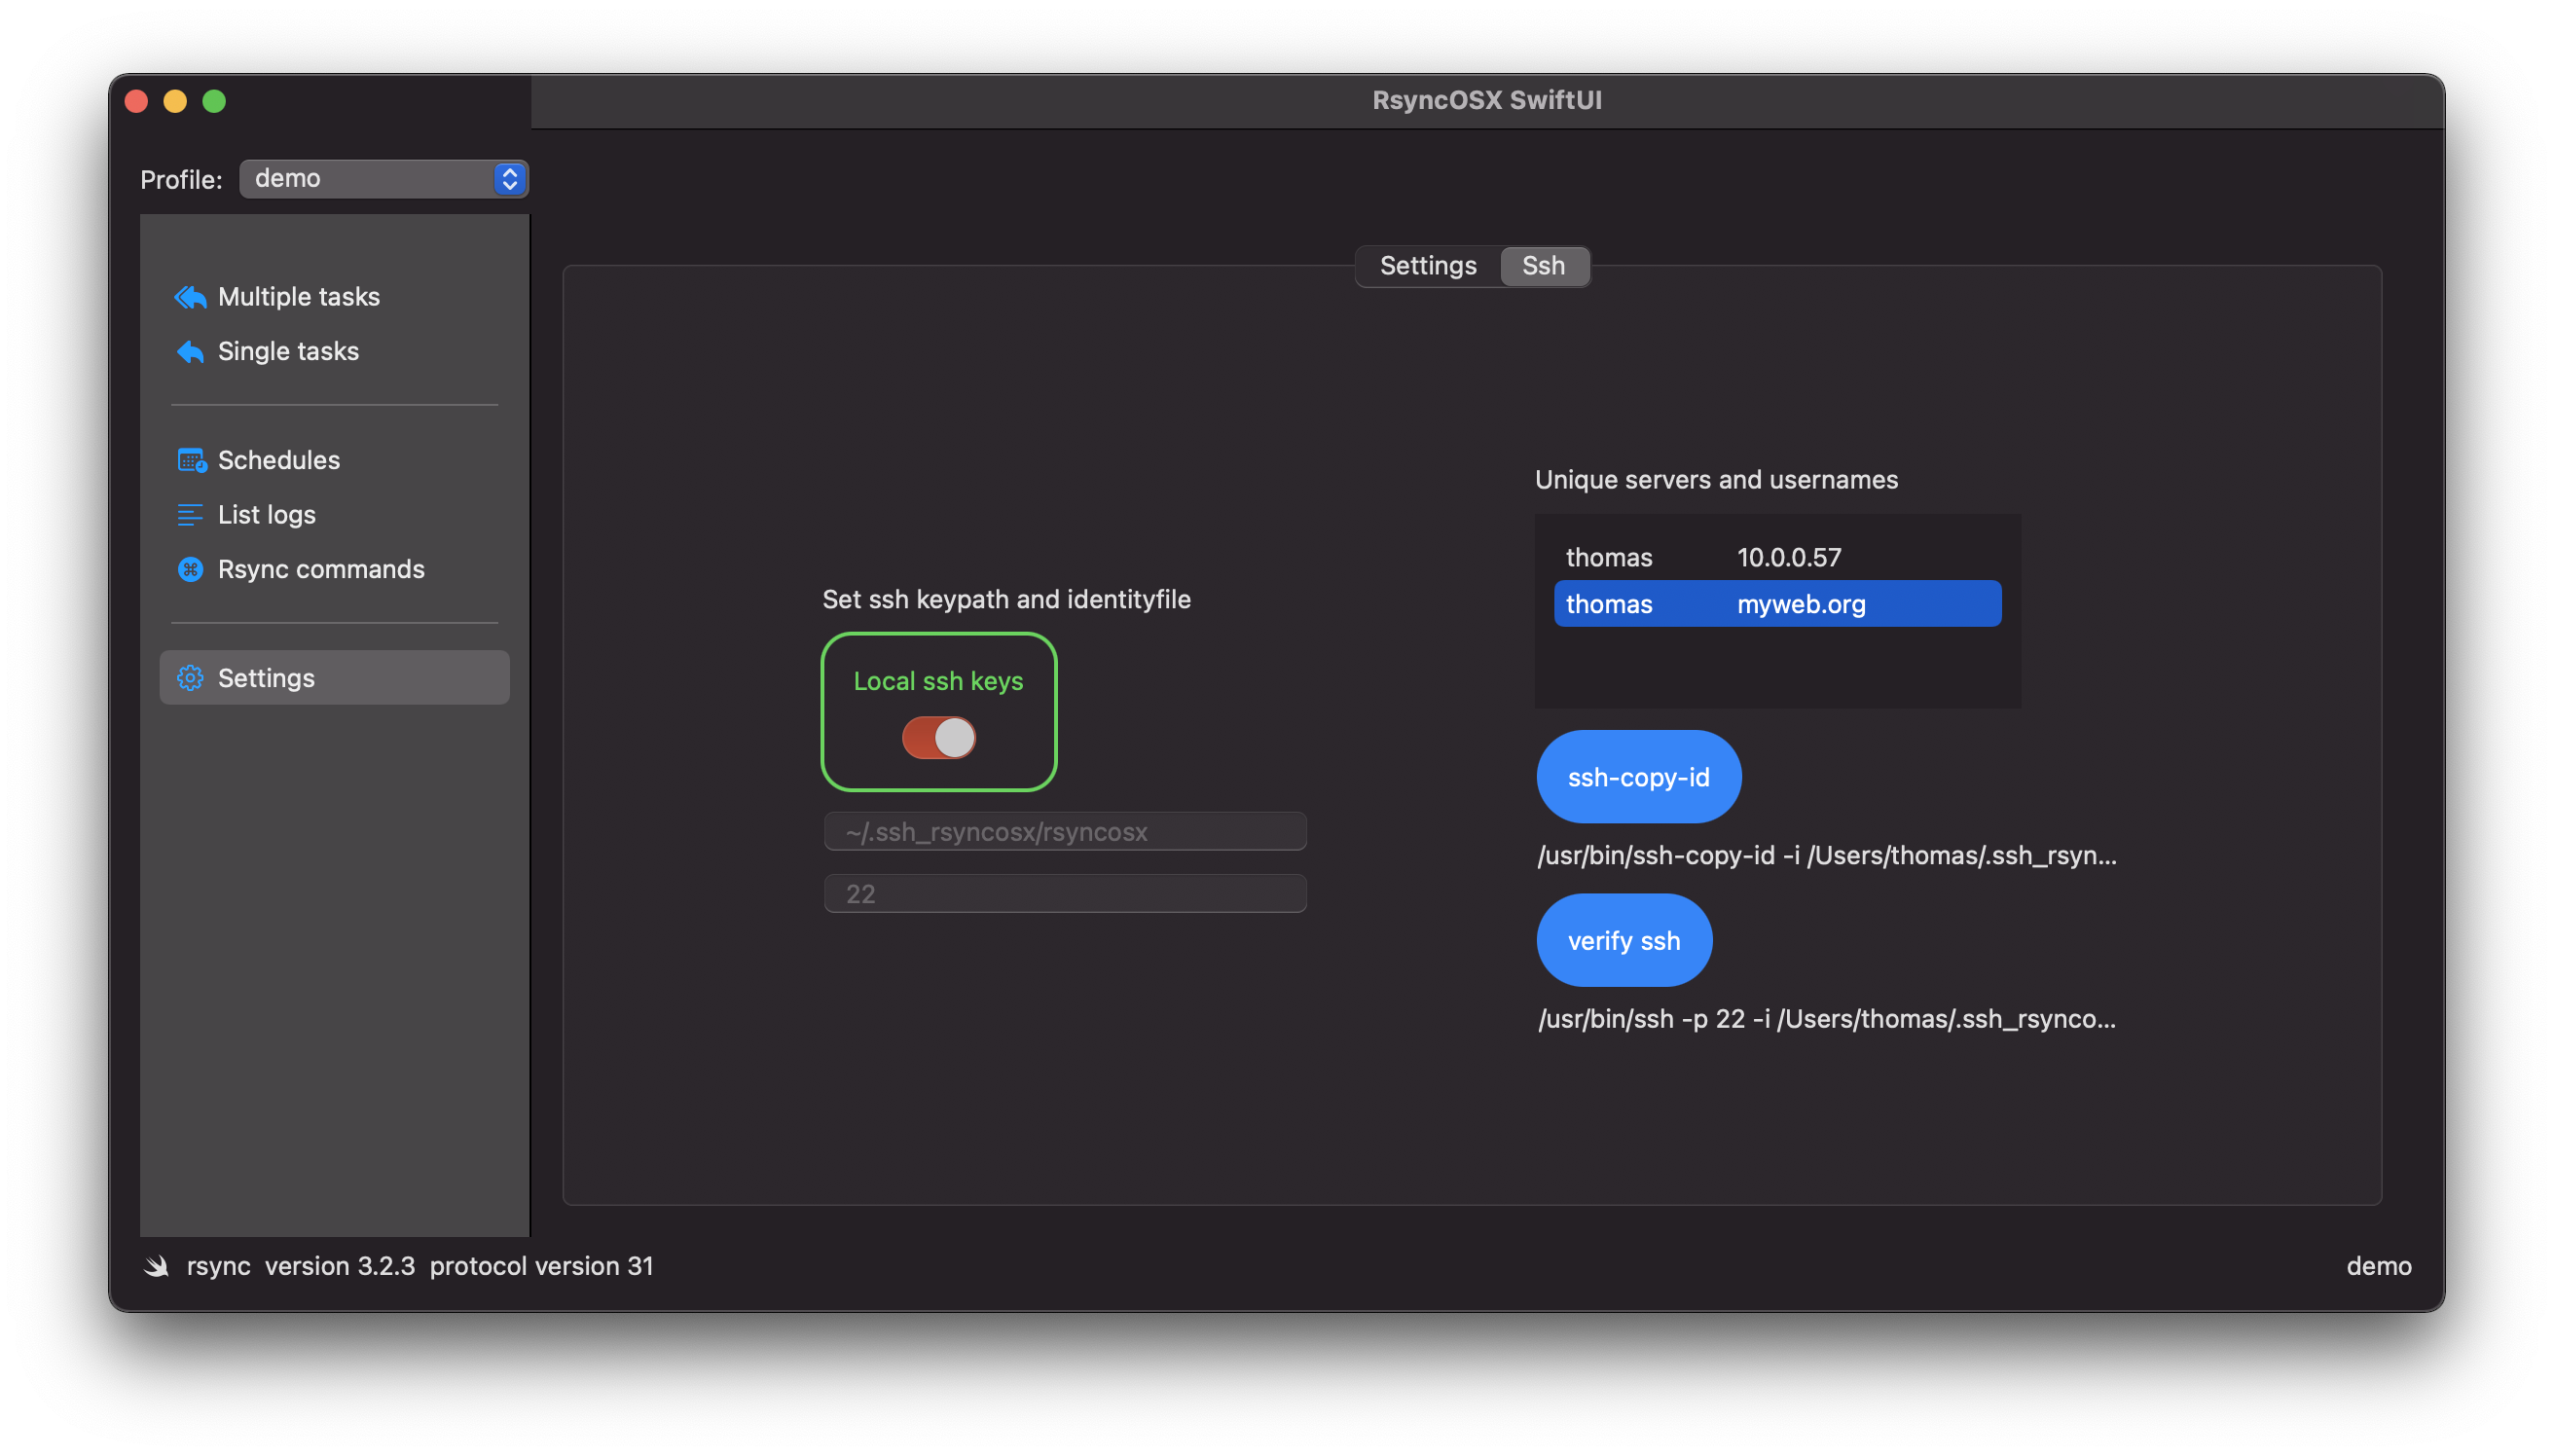 RsyncOSX SwiftUI
Profile: demo
Multiple tasks
Single tasks
Schedules
List logs
Rsync commands
Settings
Settings Ssh
Set ssh keypath and identityfile
Local ssh keys
~/.ssh_rsyncosx/rsyncosx
22
Unique servers and usernames
thomas 10.0.0.57
thomas myweb.org
ssh-copy-id
/usr/bin/ssh-copy-id -i /Users/thomas/.ssh_rsyn...
verify ssh
/usr/bin/ssh -p 22 -i /Users/thomas/.ssh_rsynco...
rsync version 3.2.3 protocol version 31
demo